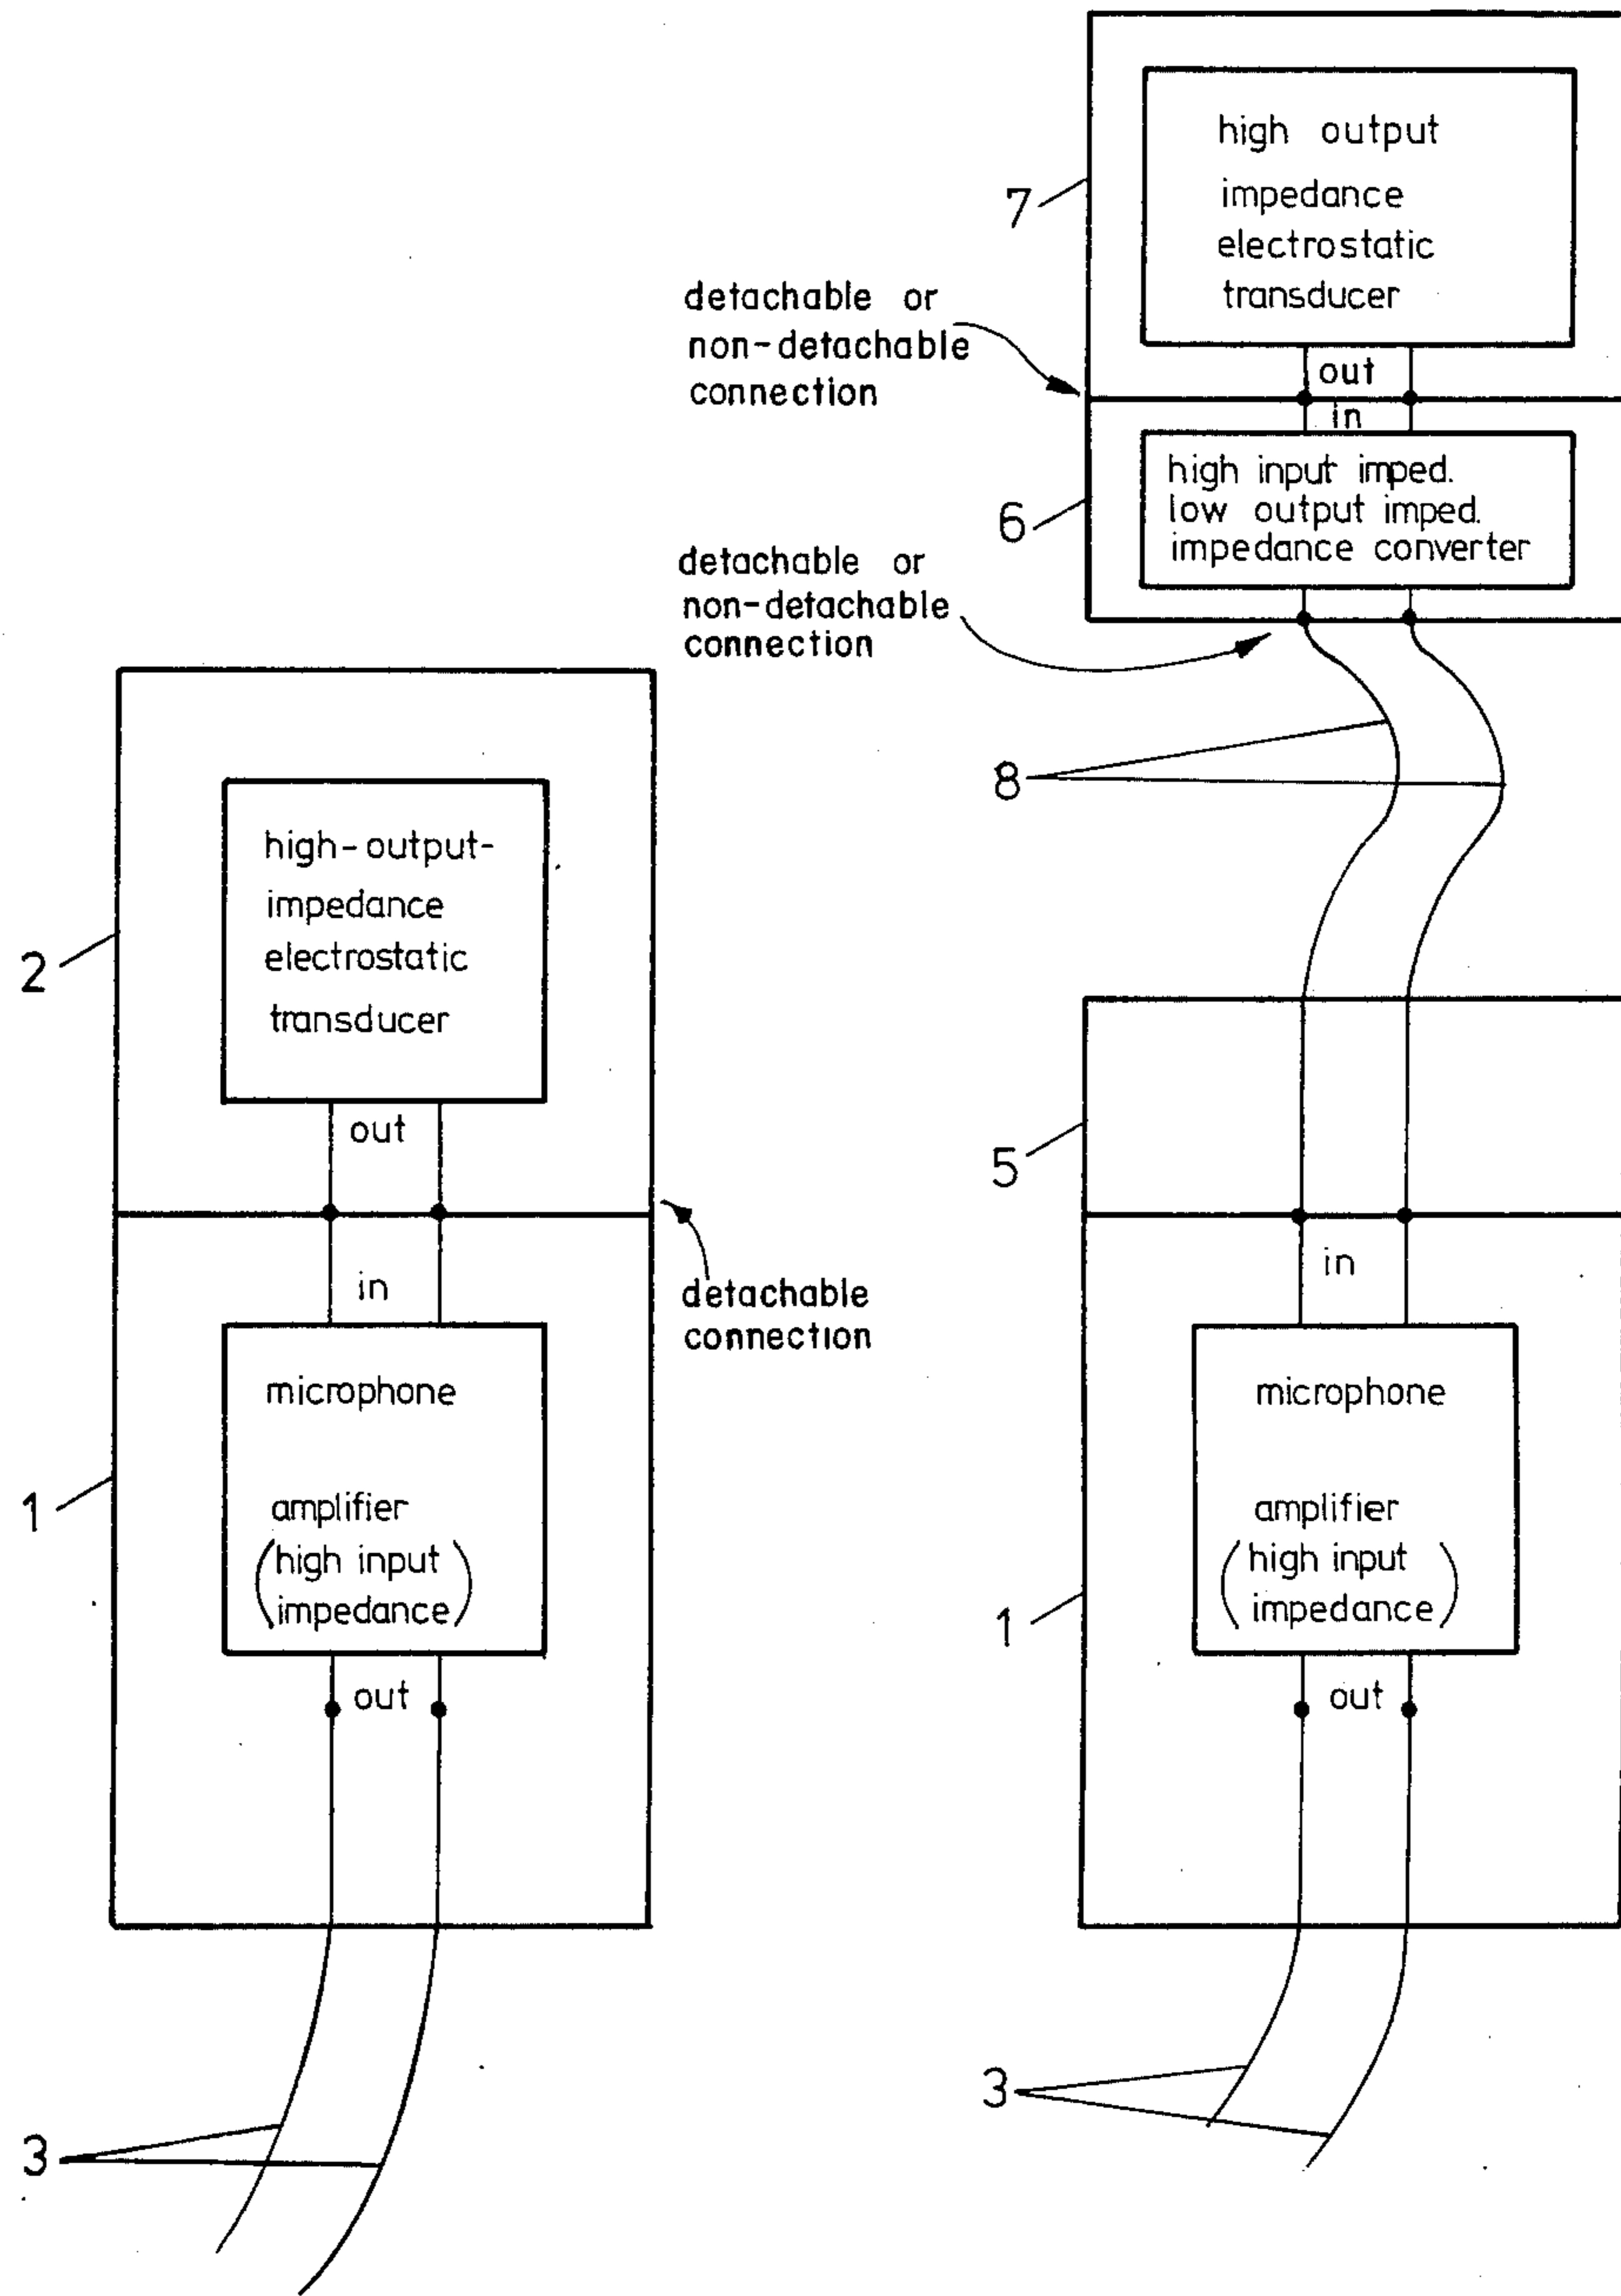 high output
impedance
electrostatic
transducer
7
out
detachable or
non-detachable
connection
in
high input imped.
low output imped.
impedance converter
6
detachable or
non-detachable
connection
8
high-output-
impedance
electrostatic
transducer
2
out
detachable
connection
in
microphone
amplifier
(high input
impedance)
1
out
3
5
in
microphone
amplifier
(high input
impedance)
1
out
3